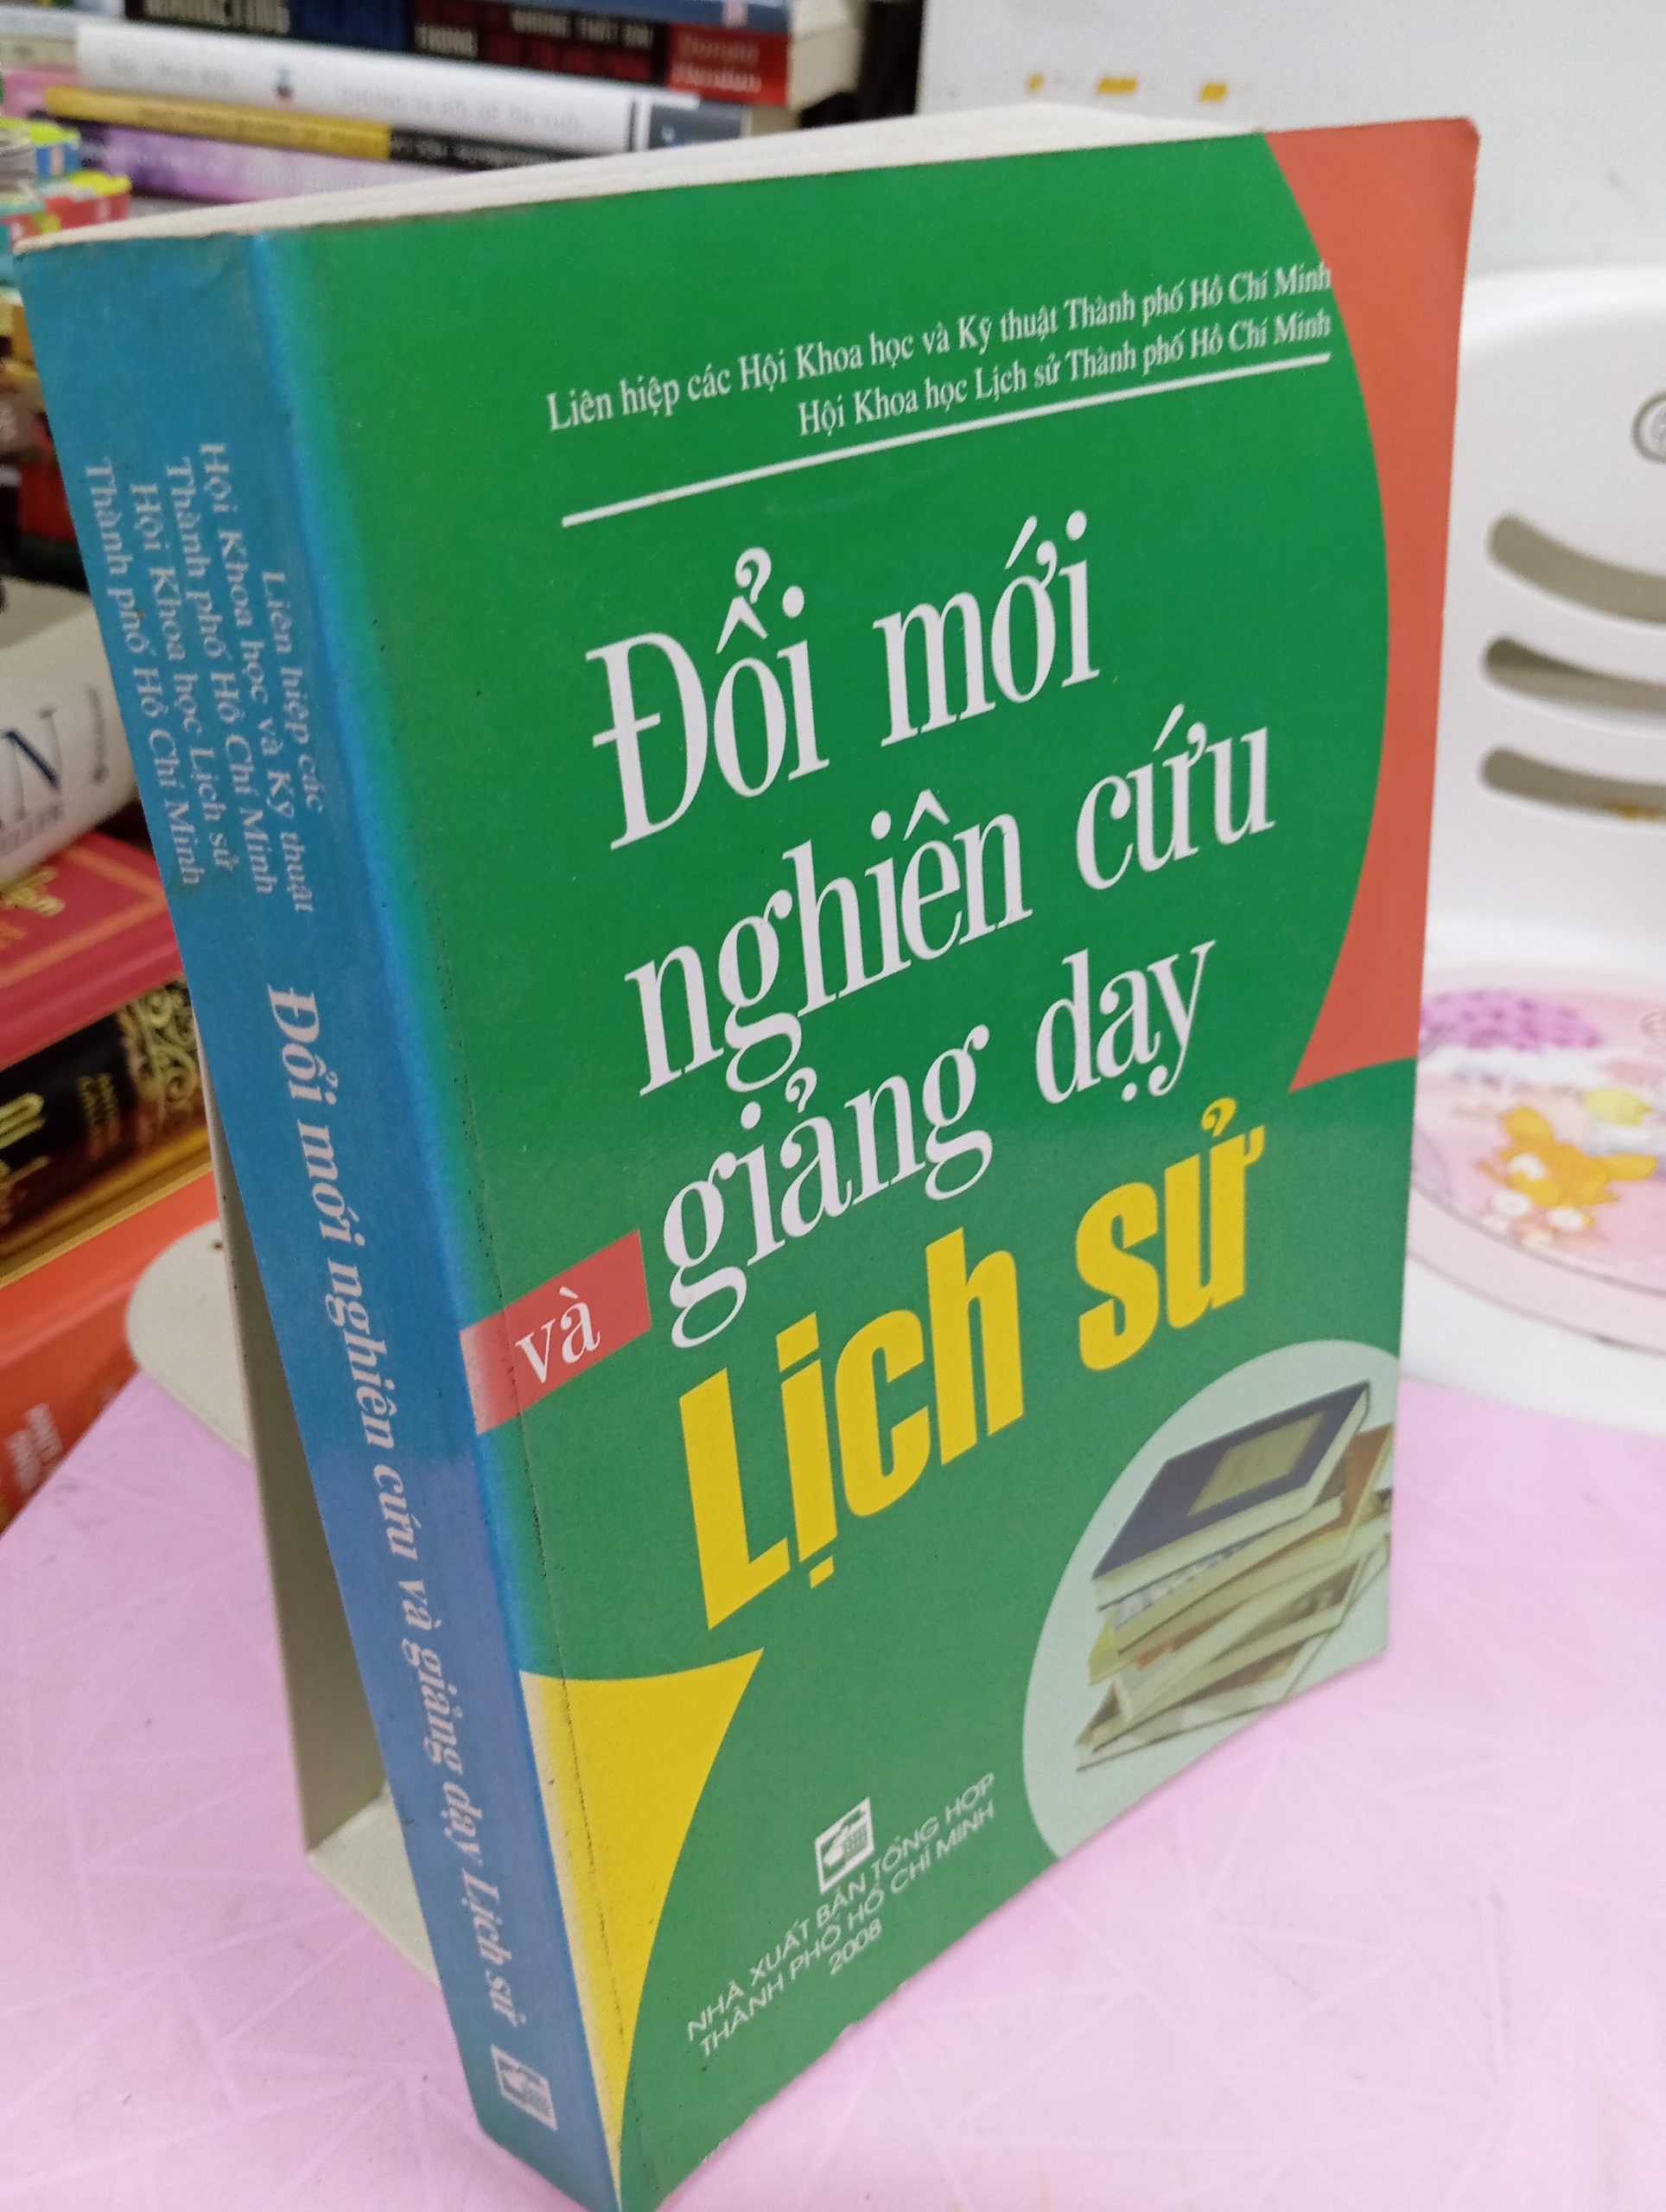 Liên hiệp các Hội Khoa học và Kỹ thuật Thành phố Hồ Chí Minh
Hội Khoa học Lịch sử Thành phố Hồ Chí Minh
Đổi mới
nghiên cứu
và giảng dạy
Lịch sử
NHÀ XUẤT BẢN TỔNG HỢP
THÀNH PHỐ HỒ CHÍ MINH
2008
Liên hiệp các
Hội Khoa học và Kỹ thuật
Thành phố Hồ Chí Minh
Hội Khoa học Lịch sử
Thành phố Hồ Chí Minh
Đổi mới nghiên cứu và giảng dạy Lịch sử
MARKETING